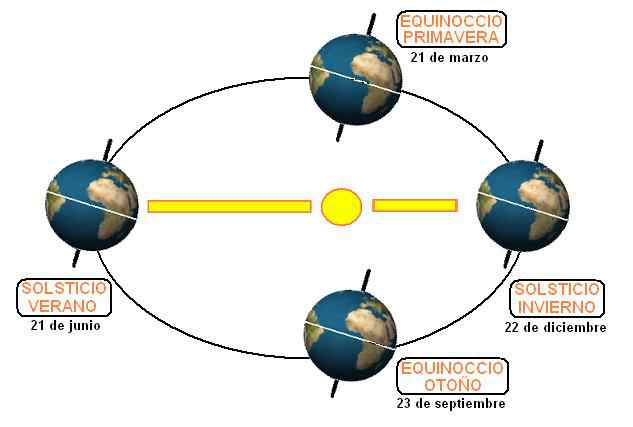 EQUINOCCIO
PRIMAVERA
21 de marzo
SOLSTICIO
VERANO
21 de junio
SOLSTICIO
INVIERNO
22 de diciembre
EQUINOCCIO
OTOÑO
23 de septiembre